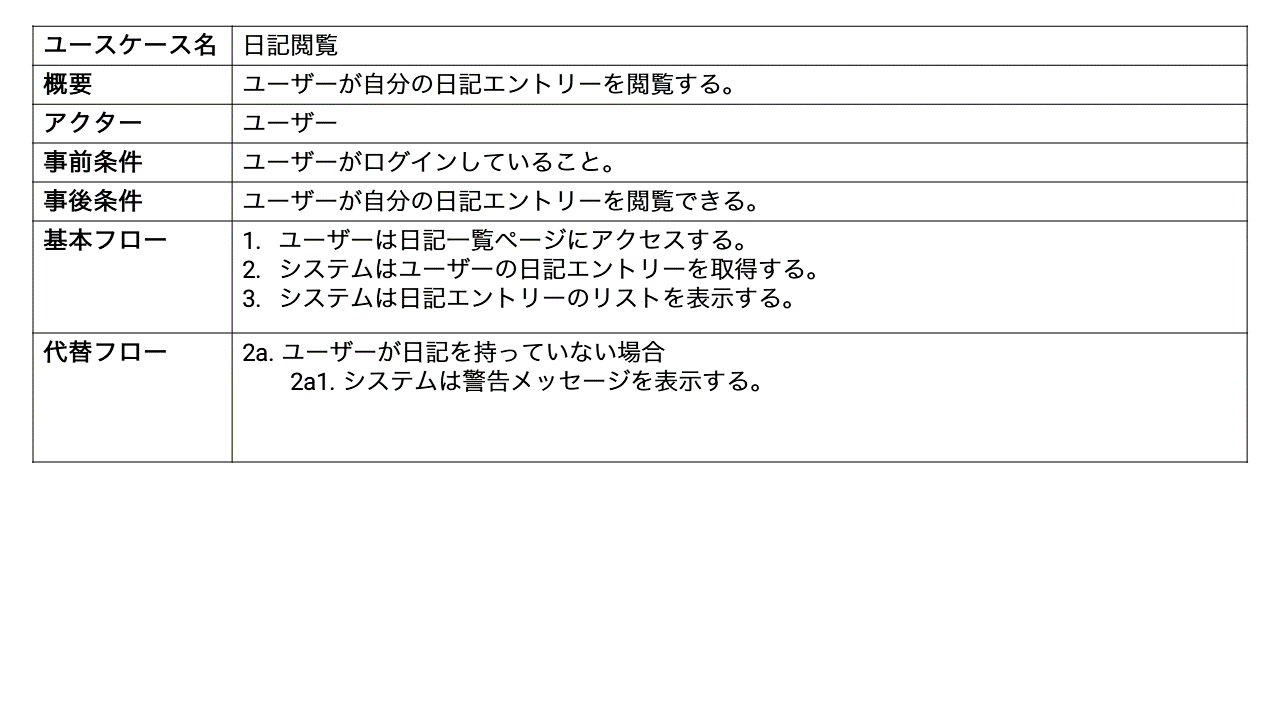 ユースケース名 日記閲覧
概要 ユーザーが自分の日記エントリーを閲覧する。
アクター ユーザー
事前条件 ユーザーがログインしていること。
事後条件 ユーザーが自分の日記エントリーを閲覧できる。
基本フロー 1. ユーザーは日記一覧ページにアクセスする。
2. システムはユーザーの日記エントリーを取得する。
3. システムは日記エントリーのリストを表示する。
代替フロー 2a. ユーザーが日記を持っていない場合
2a1. システムは警告メッセージを表示する。